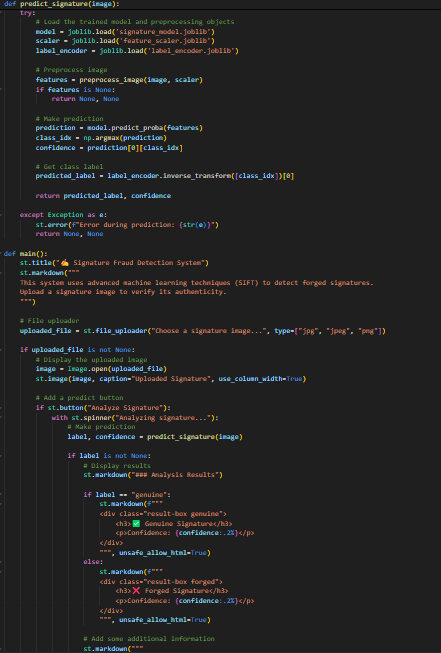 def predict_signature(image):
    try:
        # Load the trained model and preprocessing objects
        model = joblib.load('signature_model.joblib')
        scaler = joblib.load('feature_scaler.joblib')
        label_encoder = joblib.load('label_encoder.joblib')

        # Preprocess image
        features = preprocess_image(image, scaler)
        if features is None:
            return None, None

        # Make prediction
        prediction = model.predict_proba(features)
        class_idx = np.argmax(prediction)
        confidence = prediction[0][class_idx]

        # Get class label
        predicted_label = label_encoder.inverse_transform([class_idx])[0]

        return predicted_label, confidence

    except Exception as e:
        st.error(f"Error during prediction: {str(e)}")
        return None, None

def main():
    st.title("✍️ Signature Fraud Detection System")
    st.markdown("""
    This system uses advanced machine learning techniques (SIFT) to detect forged signatures.
    Upload a signature image to verify its authenticity.
    """)

    # File uploader
    uploaded_file = st.file_uploader("Choose a signature image...", type=["jpg", "jpeg", "png"])

    if uploaded_file is not None:
        # Display the uploaded image
        image = Image.open(uploaded_file)
        st.image(image, caption="Uploaded Signature", use_column_width=True)

        # Add a predict button
        if st.button("Analyze Signature"):
            with st.spinner("Analyzing signature..."):
                # Make prediction
                label, confidence = predict_signature(image)

                if label is not None:
                    # Display results
                    st.markdown("### Analysis Results")

                    if label == "genuine":
                        st.markdown(f"""
                        <div class="result-box genuine">
                            <h3>✅ Genuine Signature</h3>
                            <p>Confidence: {confidence:.2%}</p>
                        </div>
                        """, unsafe_allow_html=True)
                    else:
                        st.markdown(f"""
                        <div class="result-box forged">
                            <h3>❌ Forged Signature</h3>
                            <p>Confidence: {confidence:.2%}</p>
                        </div>
                        """, unsafe_allow_html=True)

                    # Add some additional information
                    st.markdown("""